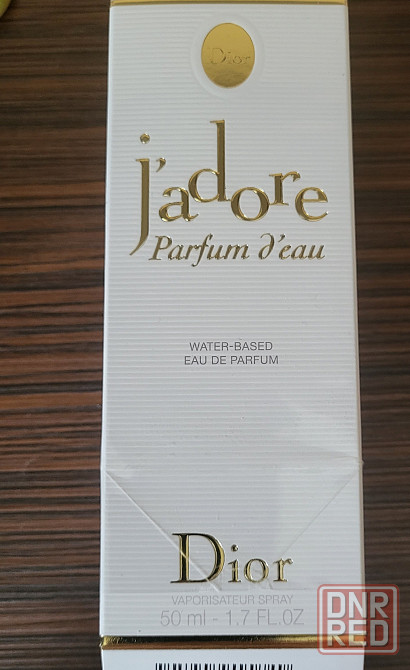 Dior
j'adore
Parfum d'eau
WATER-BASED
EAU DE PARFUM
Dior
VAPORISATEUR SPRAY
50 ml - 1.7 FL.OZ
DNR
RED